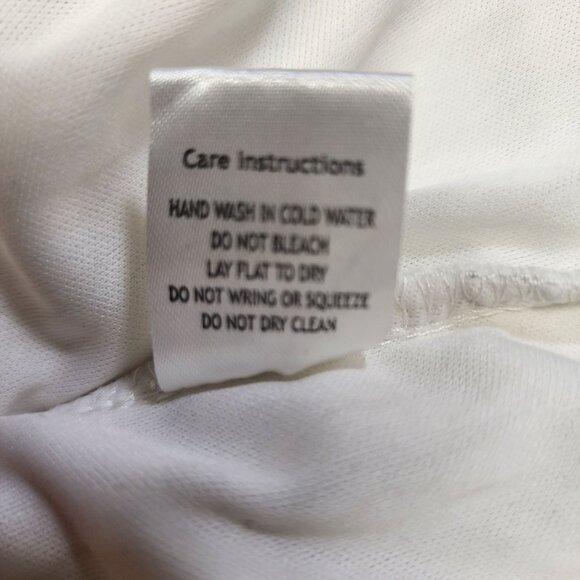 Care Instructions
HAND WASH IN COLD WATER
DO NOT BLEACH
LAY FLAT TO DRY
DO NOT WRING OR SQUEEZE
DO NOT DRY CLEAN